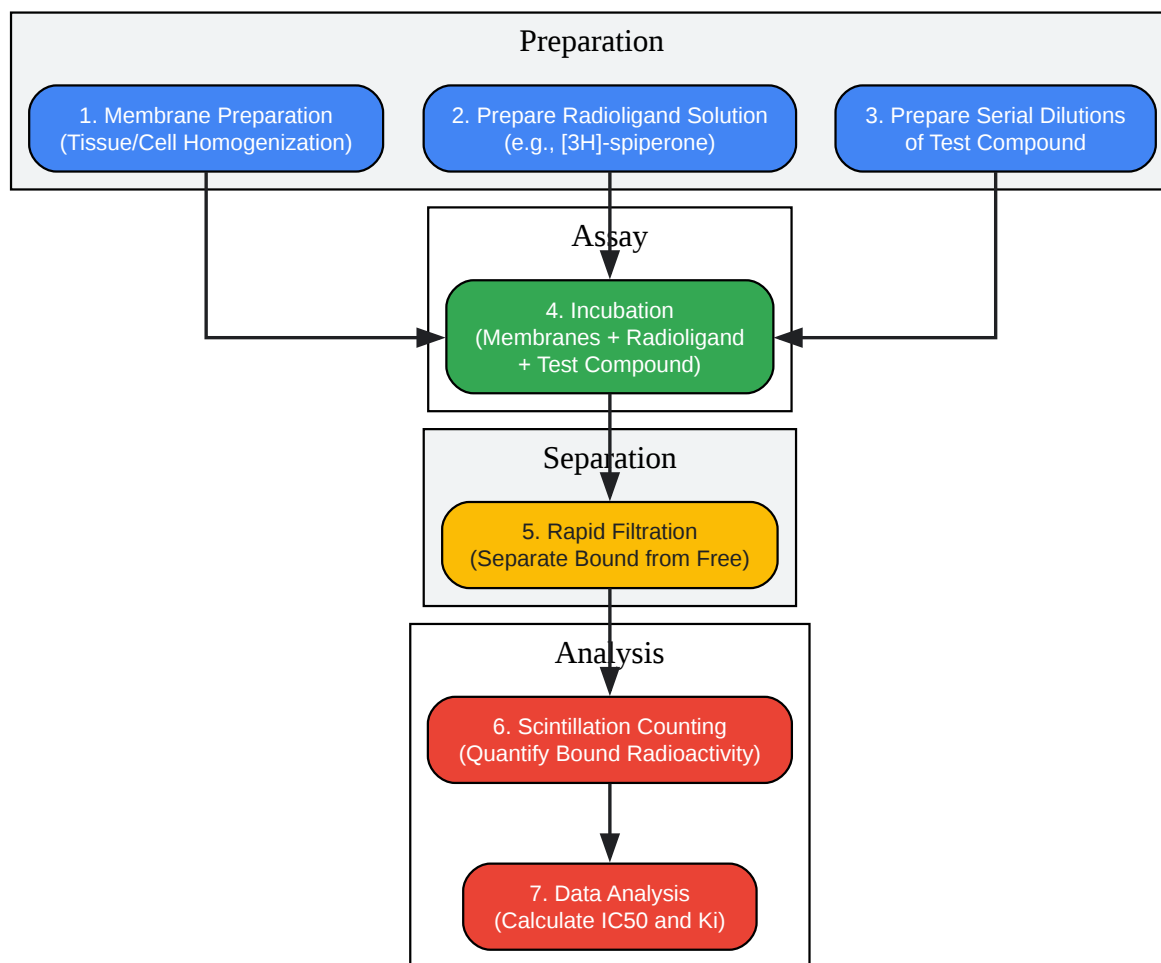 Preparation
1. Membrane Preparation
(Tissue/Cell Homogenization)
2. Prepare Radioligand Solution
(e.g., [3H]-spiperone)
3. Prepare Serial Dilutions
of Test Compound
Assay
4. Incubation
(Membranes + Radioligand
+ Test Compound)
Separation
5. Rapid Filtration
(Separate Bound from Free)
Analysis
6. Scintillation Counting
(Quantify Bound Radioactivity)
7. Data Analysis
(Calculate IC50 and Ki)